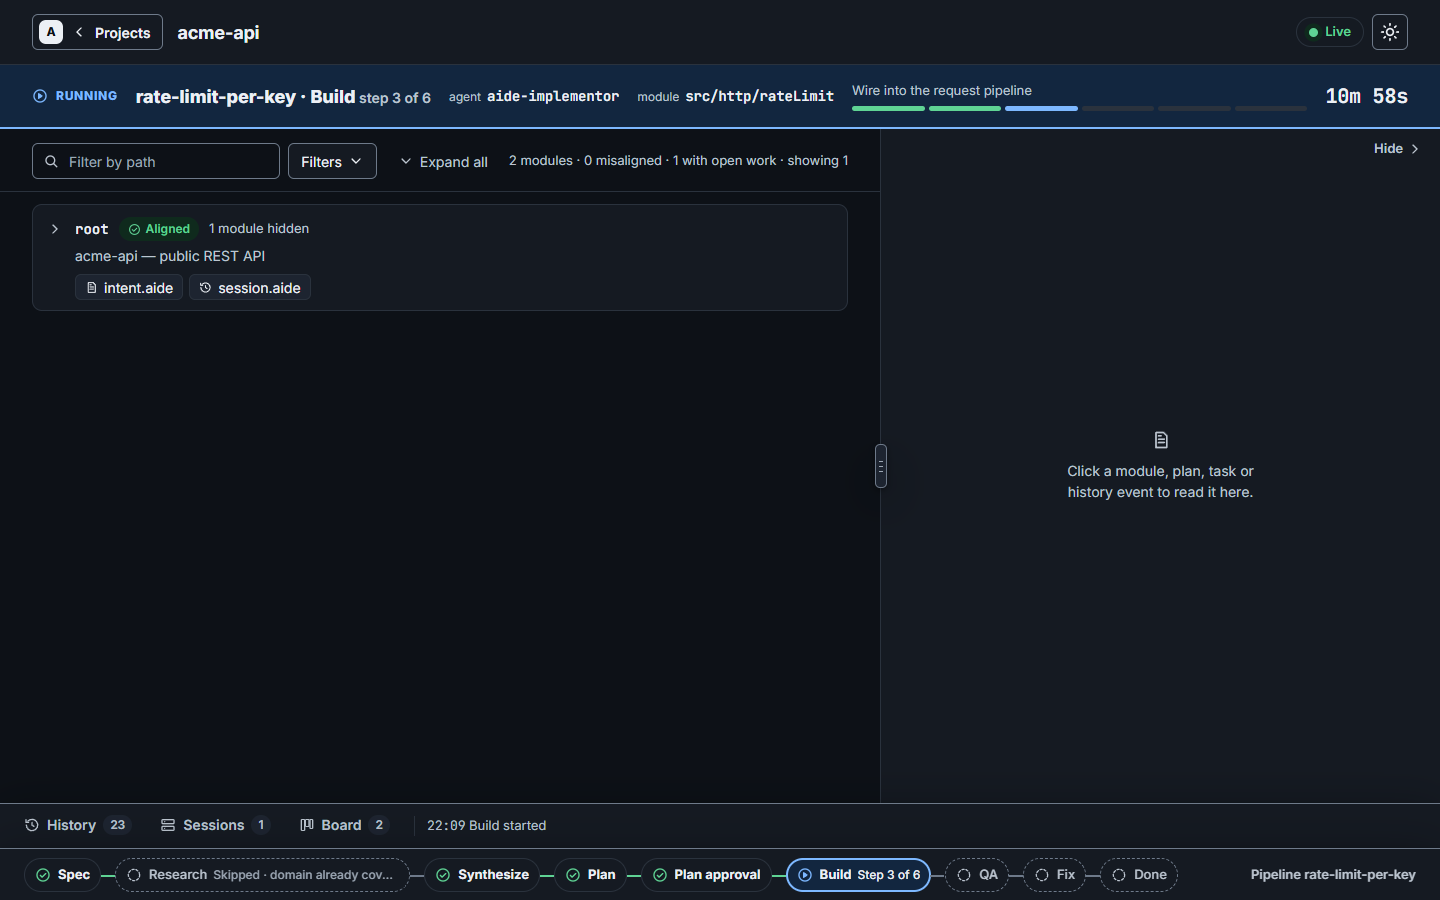 A Projects acme-api Live
RUNNING rate-limit-per-key · Build step 3 of 6 agent aide-implementor module src/http/rateLimit Wire into the request pipeline 10m 58s
Filter by path Filters Expand all 2 modules · 0 misaligned · 1 with open work · showing 1 Hide
root Aligned 1 module hidden
acme-api — public REST API
intent.aide session.aide
Click a module, plan, task or
history event to read it here.
History 23 Sessions 1 Board 2 22:09 Build started
Spec Research Skipped · domain already cov... Synthesize Plan Plan approval Build Step 3 of 6 QA Fix Done Pipeline rate-limit-per-key